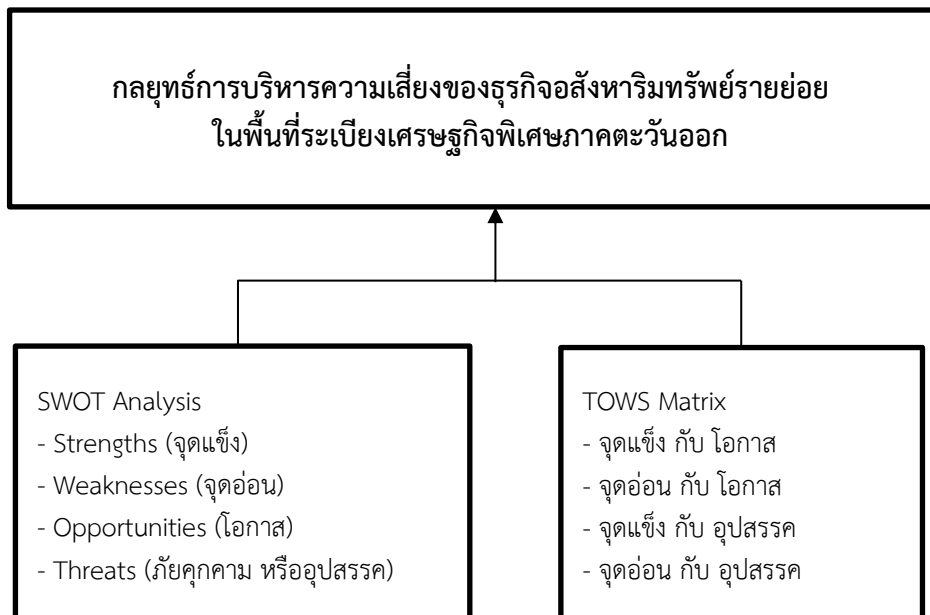 กลยุทธ์การบริหารความเสี่ยงของธุรกิจอสังหาริมทรัพย์รายย่อย
ในพื้นที่ระเบียงเศรษฐกิจพิเศษภาคตะวันออก
SWOT Analysis
- Strengths (จุดแข็ง)
- Weaknesses (จุดอ่อน)
- Opportunities (โอกาส)
- Threats (ภัยคุกคาม หรืออุปสรรค)
TOWS Matrix
- จุดแข็ง กับ โอกาส
- จุดอ่อน กับ โอกาส
- จุดแข็ง กับ อุปสรรค
- จุดอ่อน กับ อุปสรรค